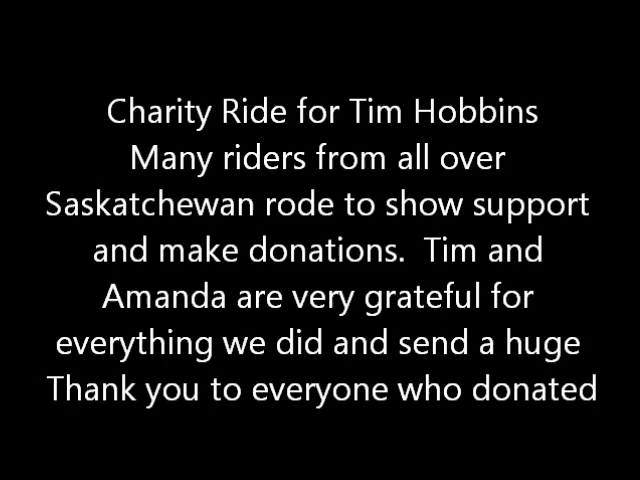 Charity Ride for Tim Hobbins
Many riders from all over
Saskatchewan rode to show support
and make donations.  Tim and
Amanda are very grateful for
everything we did and send a huge
Thank you to everyone who donated